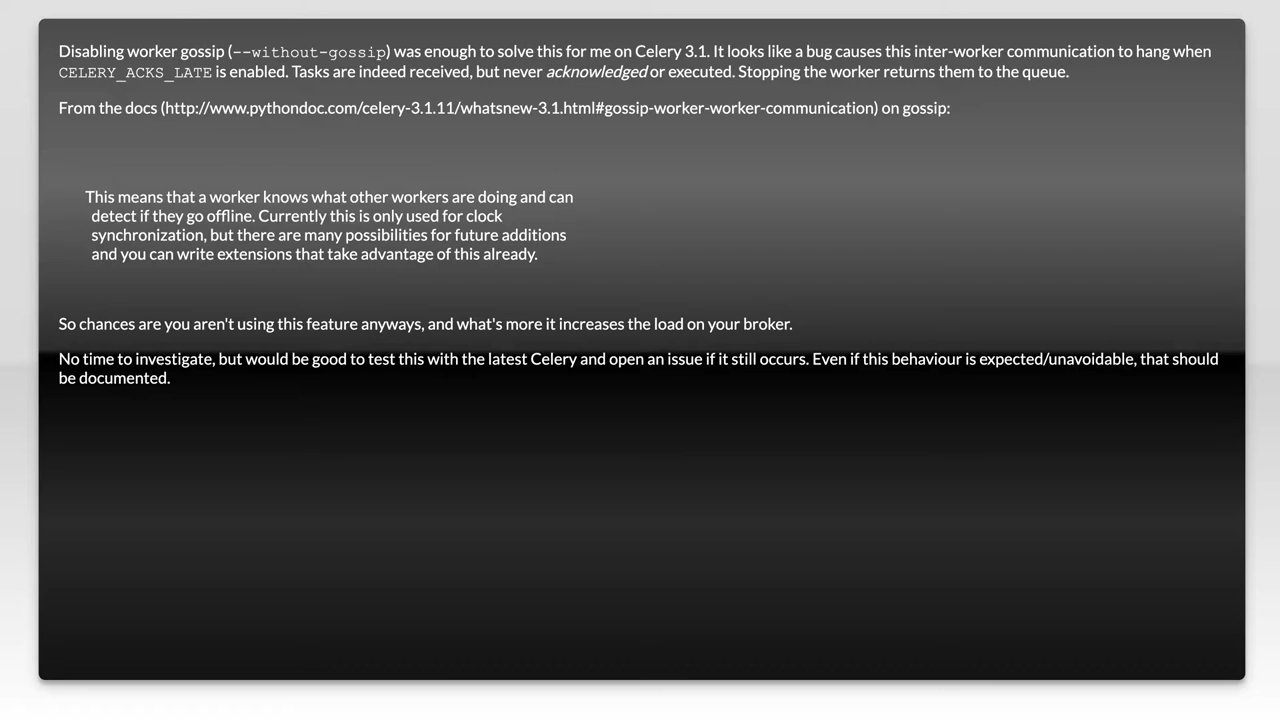 Disabling worker gossip (--without-gossip) was enough to solve this for me on Celery 3.1. It looks like a bug causes this inter-worker communication to hang when
CELERY_ACKS_LATE is enabled. Tasks are indeed received, but never acknowledged or executed. Stopping the worker returns them to the queue.
From the docs (http://www.pythondoc.com/celery-3.1.11/whatsnew-3.1.html#gossip-worker-worker-communication) on gossip:
This means that a worker knows what other workers are doing and can
detect if they go offline. Currently this is only used for clock
synchronization, but there are many possibilities for future additions
and you can write extensions that take advantage of this already.
So chances are you aren't using this feature anyways, and what's more it increases the load on your broker.
No time to investigate, but would be good to test this with the latest Celery and open an issue if it still occurs. Even if this behaviour is expected/unavoidable, that should
be documented.